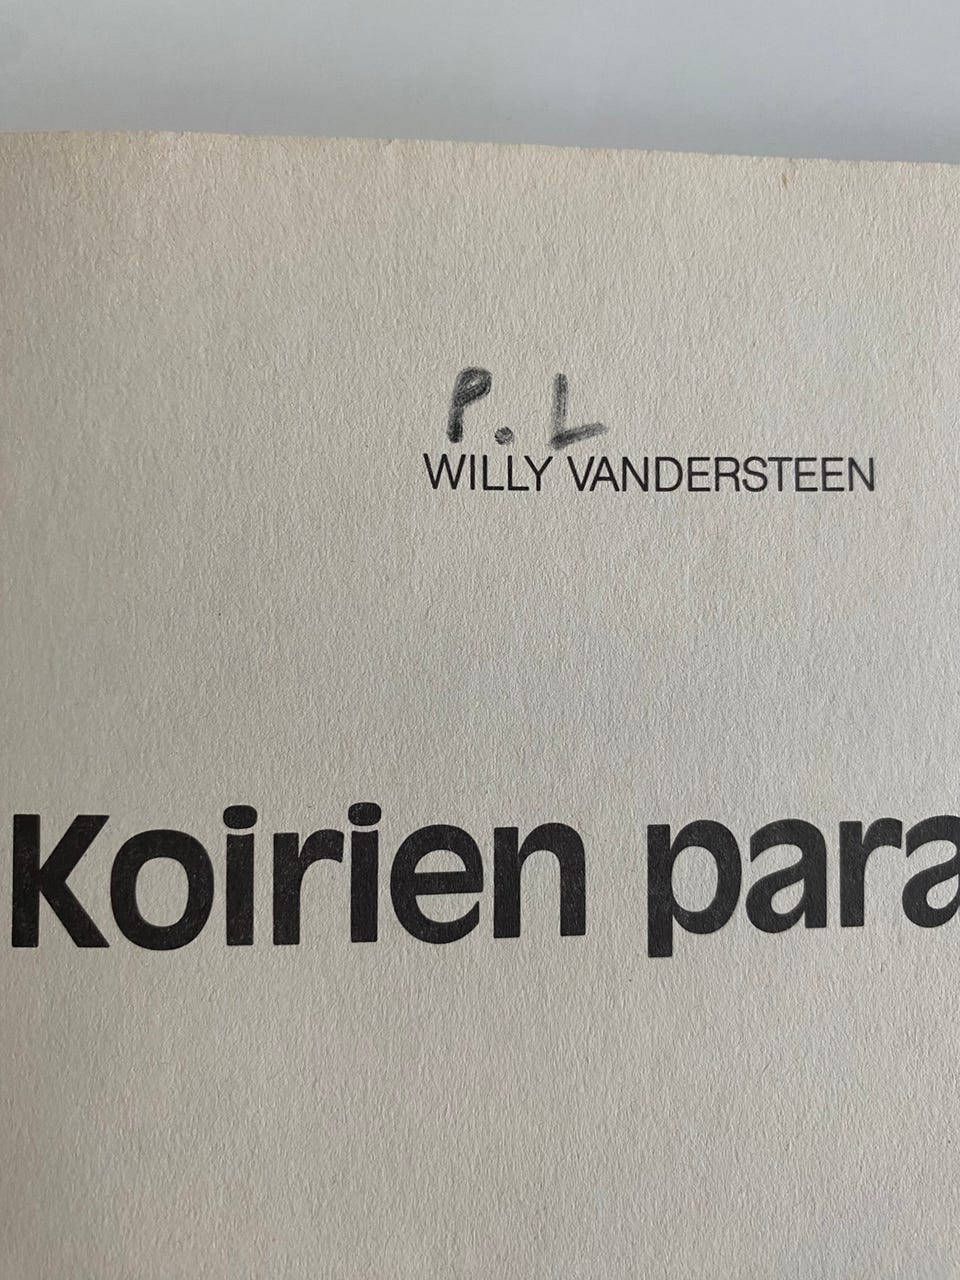 P. L
WILLY VANDERSTEEN
Koirien para